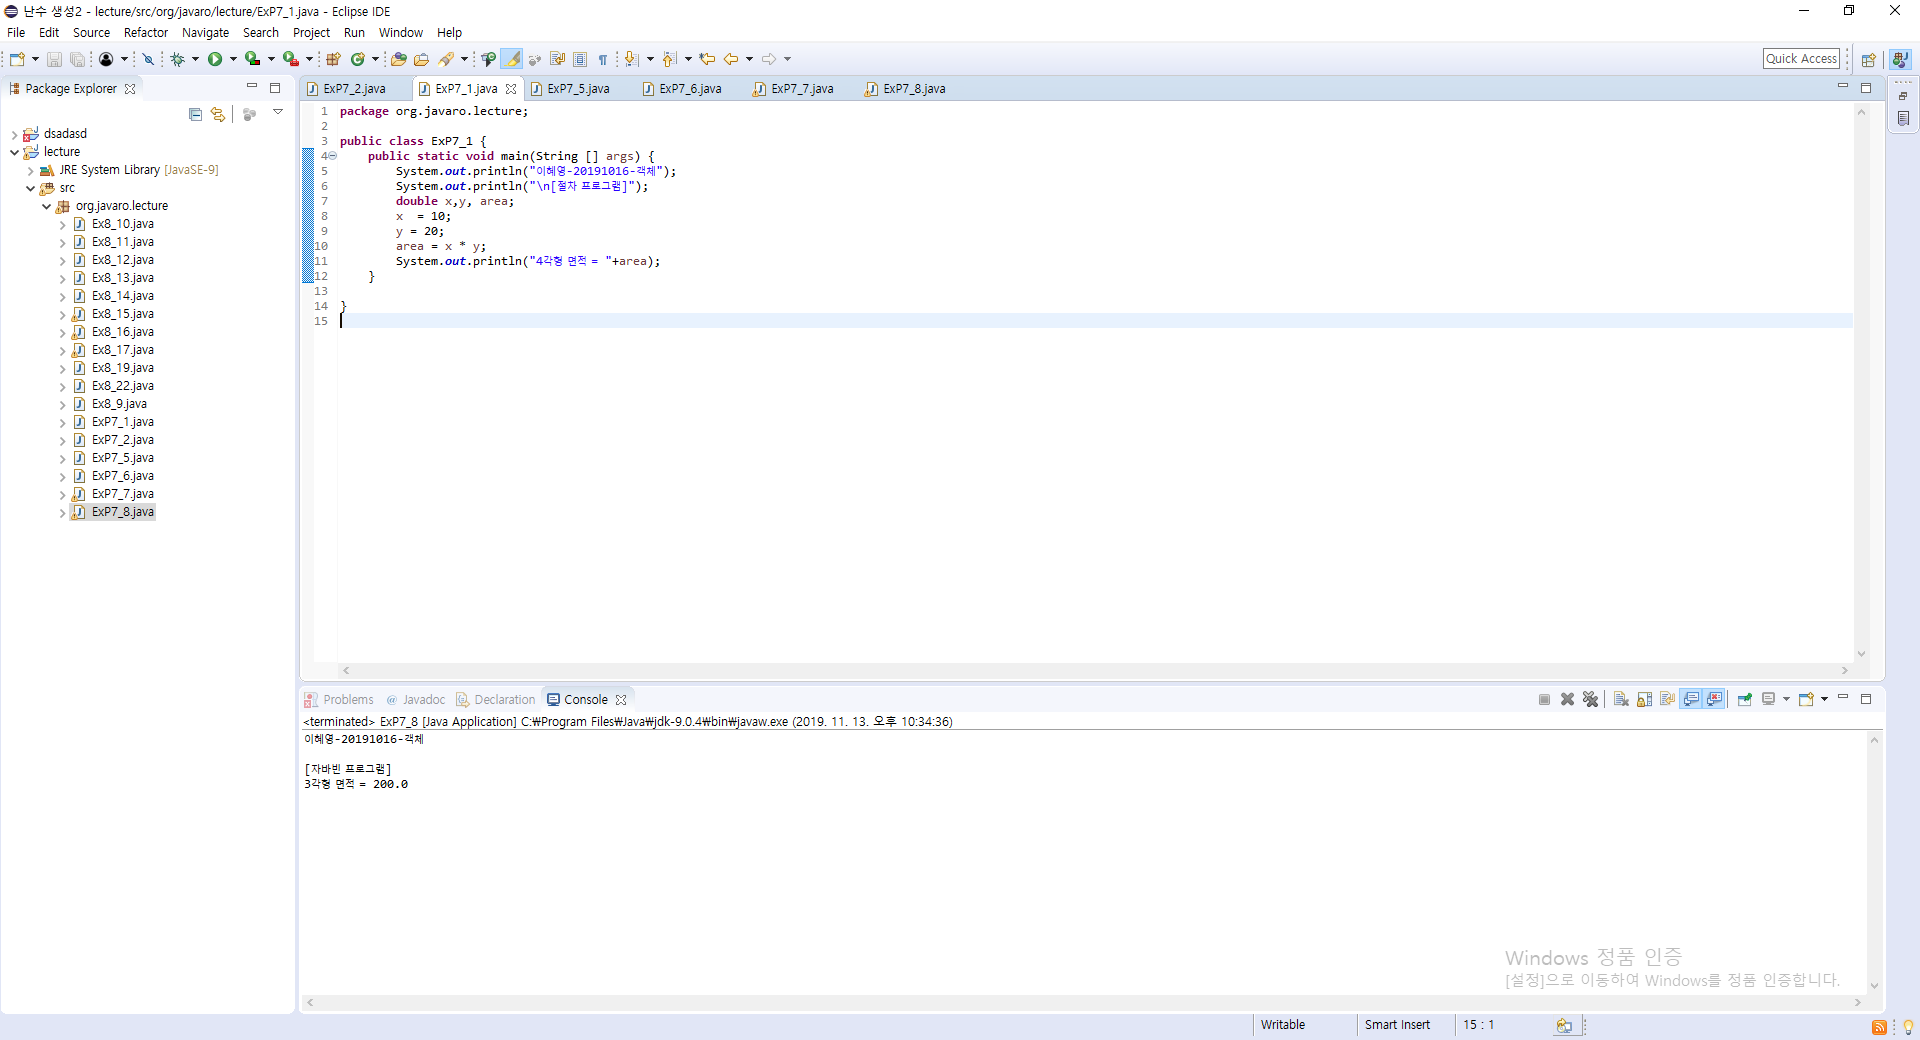 난수 생성2 - lecture/src/org/javaro/lecture/ExP7_1.java - Eclipse IDE
File Edit Source Refactor Navigate Search Project Run Window Help
Quick Access
Package Explorer
dsadasd
lecture
JRE System Library [JavaSE-9]
src
org.javaro.lecture
Ex8_10.java
Ex8_11.java
Ex8_12.java
Ex8_13.java
Ex8_14.java
Ex8_15.java
Ex8_16.java
Ex8_17.java
Ex8_19.java
Ex8_22.java
Ex8_9.java
ExP7_1.java
ExP7_2.java
ExP7_5.java
ExP7_6.java
ExP7_7.java
ExP7_8.java
ExP7_2.java ExP7_1.java ExP7_5.java ExP7_6.java ExP7_7.java ExP7_8.java
1 package org.javaro.lecture;
2
3 public class ExP7_1 {
4 public static void main(String [] args) {
5 System.out.println("이혜영-20191016-객체");
6 System.out.println("\n[절차 프로그램]");
7 double x,y, area;
8 x  = 10;
9 y = 20;
10 area = x * y;
11 System.out.println("4각형 면적 = "+area);
12 }
13
14 }
15
Problems @ Javadoc Declaration Console
<terminated> ExP7_8 [Java Application] C:₩Program Files₩Java₩jdk-9.0.4₩bin₩javaw.exe (2019. 11. 13. 오후 10:34:36)
이혜영-20191016-객체
[자바빈 프로그램]
3각형 면적 = 200.0
Windows 정품 인증
[설정]으로 이동하여 Windows를 정품 인증합니다.
Writable Smart Insert 15 : 1